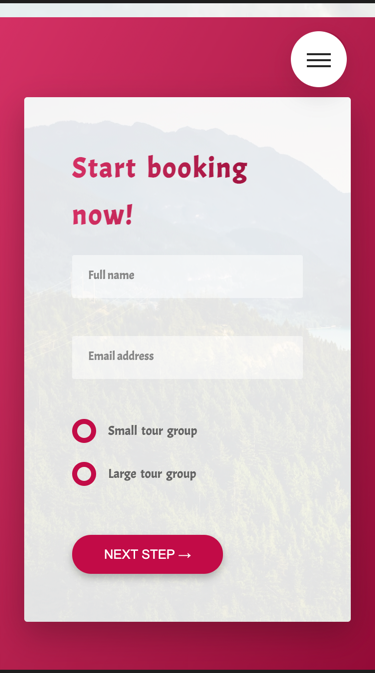 Start booking
now!
Full name
Email address
Small tour group
Large tour group
NEXT STEP →